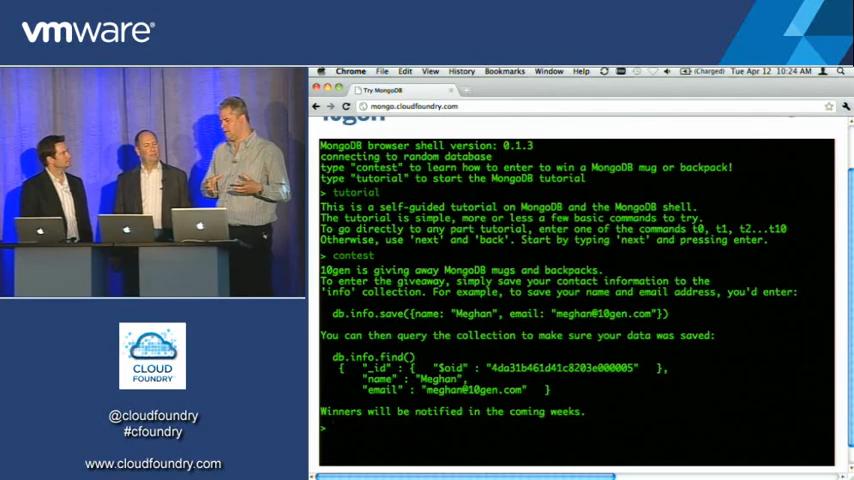 vmware®
Chrome File Edit View History Bookmarks Window Help (Charged) Tue Apr 12 10:24 AM
Try MongoDB
mongo.cloudfoundry.com
MongoDB browser shell version: 0.1.3
connecting to random database
type "contest" to learn how to enter to win a MongoDB mug or backpack!
type "tutorial" to start the MongoDB tutorial
> tutorial
This is a self-guided tutorial on MongoDB and the MongoDB shell.
The tutorial is simple, more or less a few basic commands to try.
To go directly to any part tutorial, enter one of the commands t0, t1, t2...t10
Otherwise, use 'next' and 'back'. Start by typing 'next' and pressing enter.
> contest
10gen is giving away MongoDB mugs and backpacks.
To enter the giveaway, simply save your contact information to the
'info' collection. For example, to save your name and email address, you'd enter:
db.info.save({name: "Meghan", email: "meghan@10gen.com"})
You can then query the collection to make sure your data was saved:
db.info.find()
{ "_id" : { "$oid" : "4da31b461d41c8203e000005" },
"name" : "Meghan",
"email" : "meghan@10gen.com" }
Winners will be notified in the coming weeks.
>
CLOUD
FOUNDRY
@cloudfoundry
#cfoundry
www.cloudfoundry.com